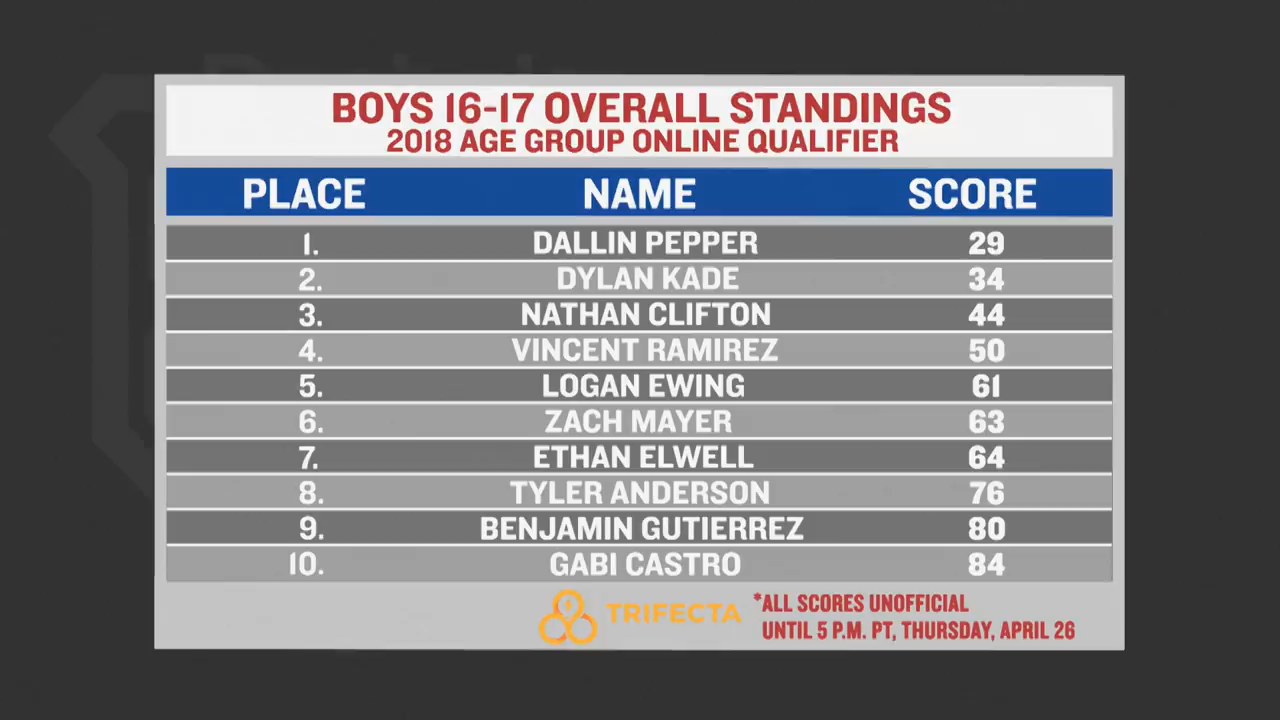 BOYS 16-17 OVERALL STANDINGS
2018 AGE GROUP ONLINE QUALIFIER
PLACE NAME SCORE
1. DALLIN PEPPER 29
2. DYLAN KADE 34
3. NATHAN CLIFTON 44
4. VINCENT RAMIREZ 50
5. LOGAN EWING 61
6. ZACH MAYER 63
7. ETHAN ELWELL 64
8. TYLER ANDERSON 76
9. BENJAMIN GUTIERREZ 80
10. GABI CASTRO 84
TRIFECTA
*ALL SCORES UNOFFICIAL
UNTIL 5 P.M. PT, THURSDAY, APRIL 26